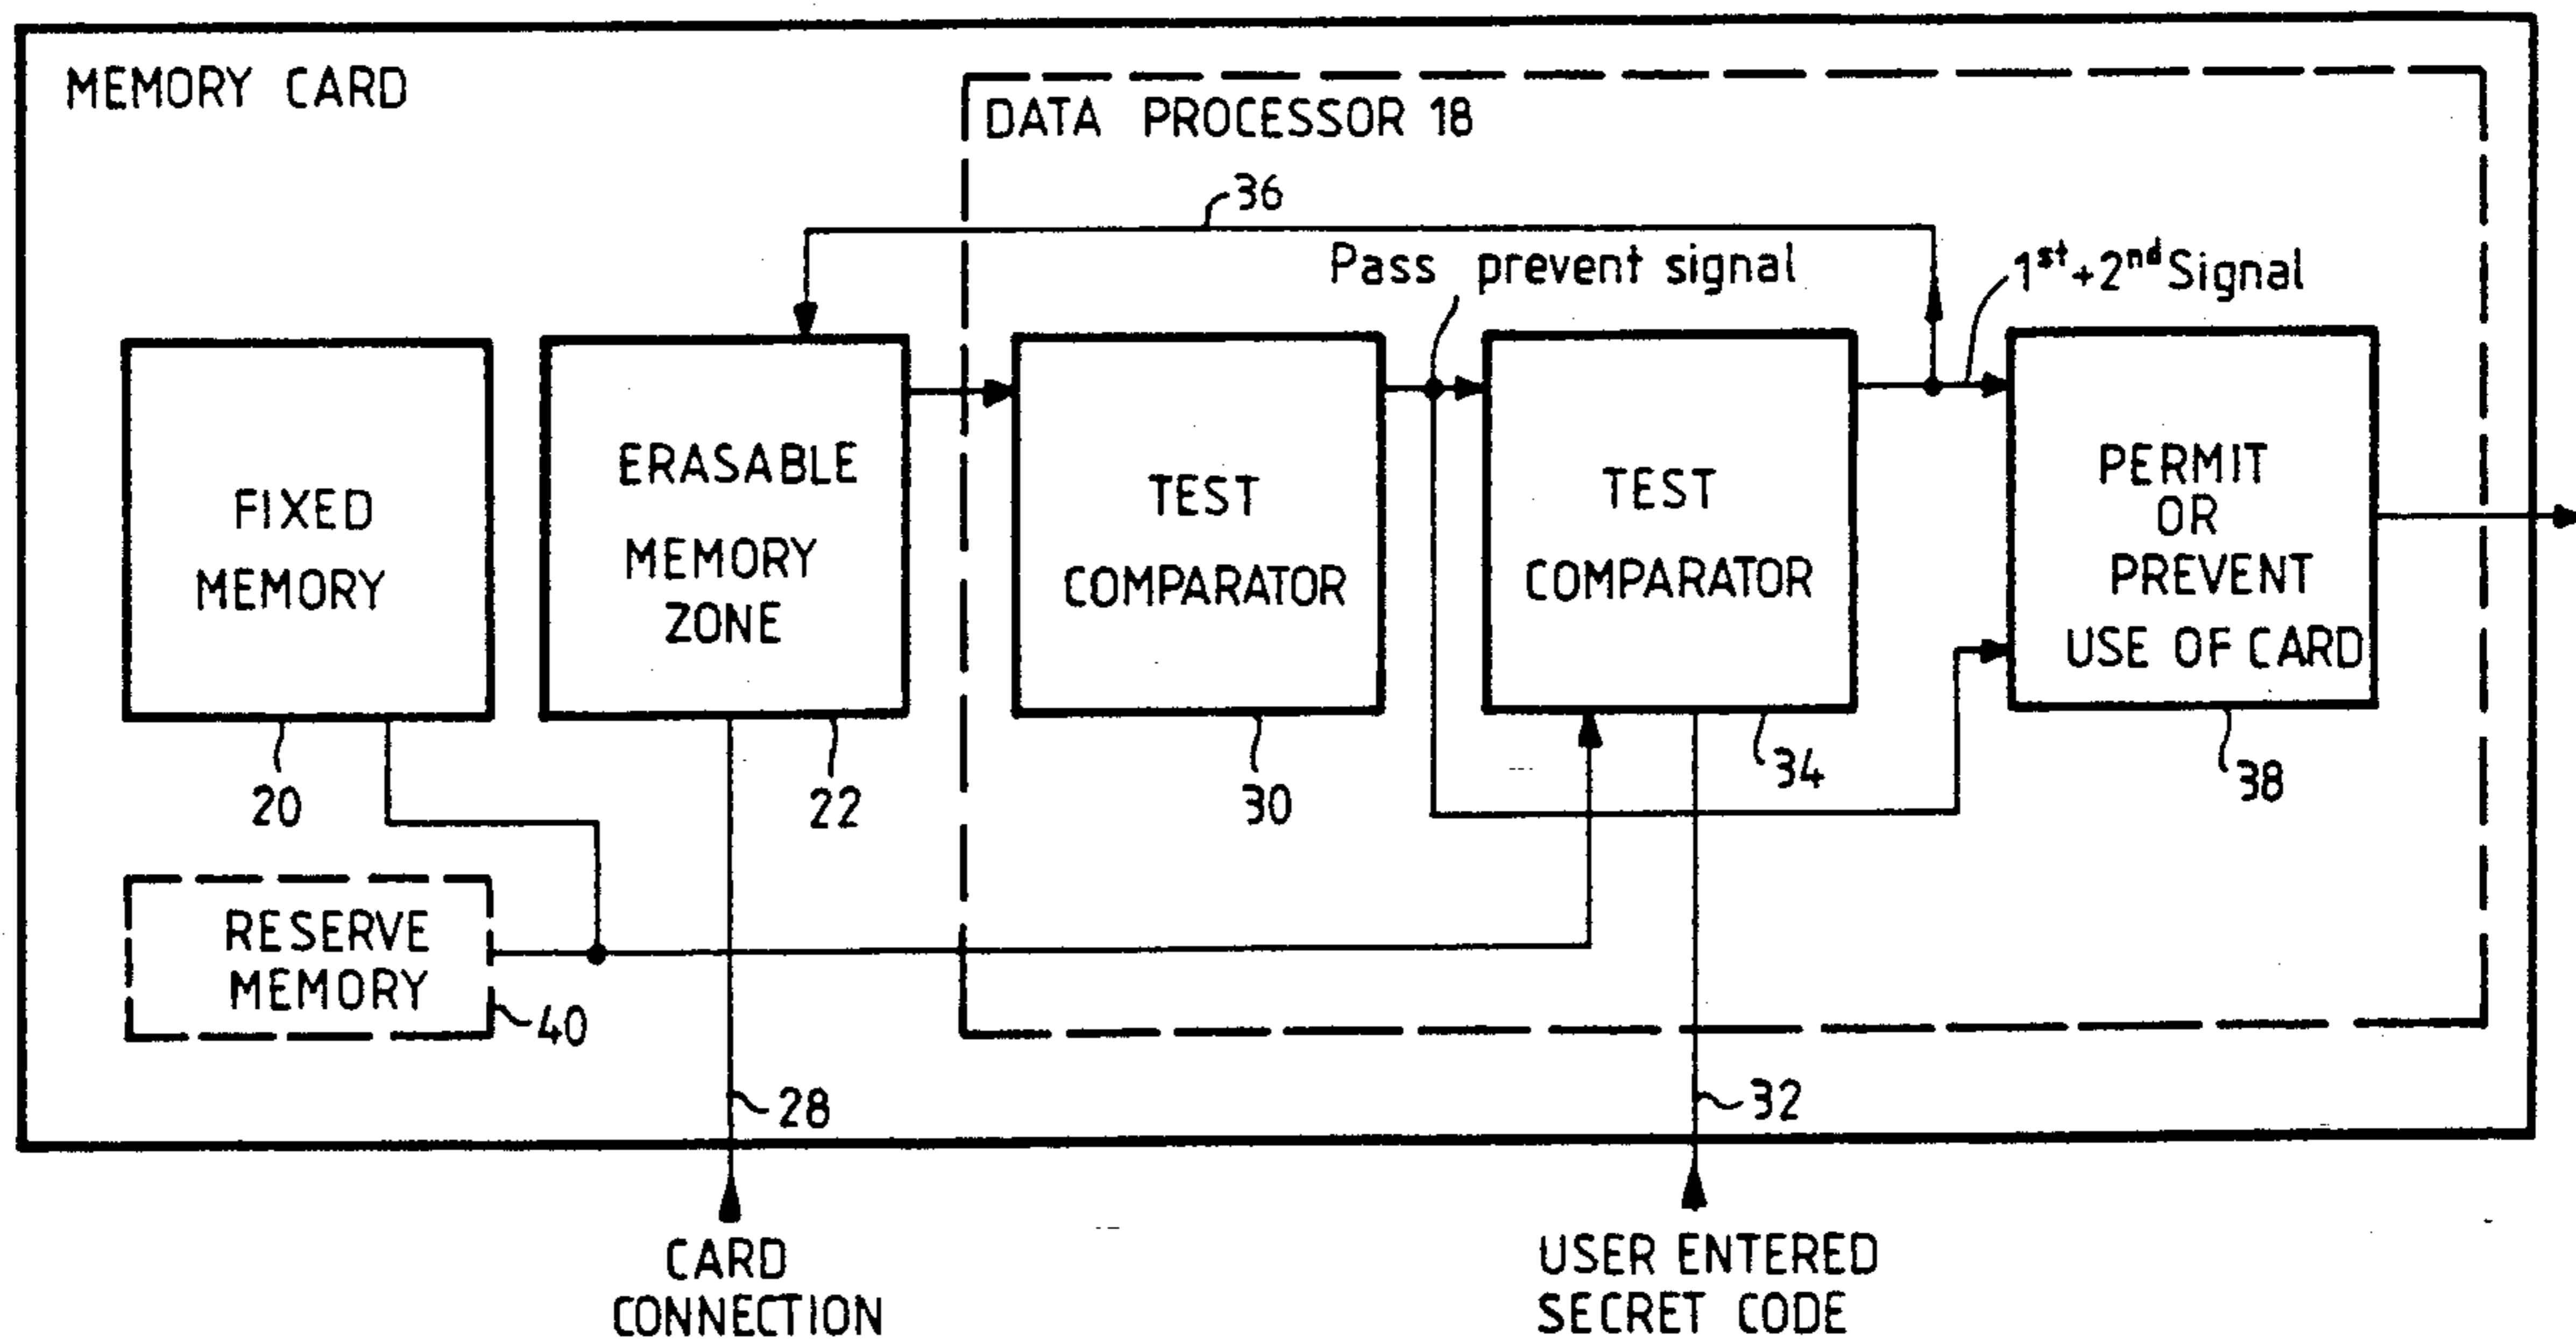 MEMORY CARD
DATA PROCESSOR 18
36
Pass prevent signal
1st+2nd Signal
FIXED
MEMORY
20
ERASABLE
MEMORY
ZONE
22
TEST
COMPARATOR
30
TEST
COMPARATOR
34
PERMIT
OR
PREVENT
USE OF CARD
38
RESERVE
MEMORY
40
28
32
CARD
CONNECTION
USER ENTERED
SECRET CODE